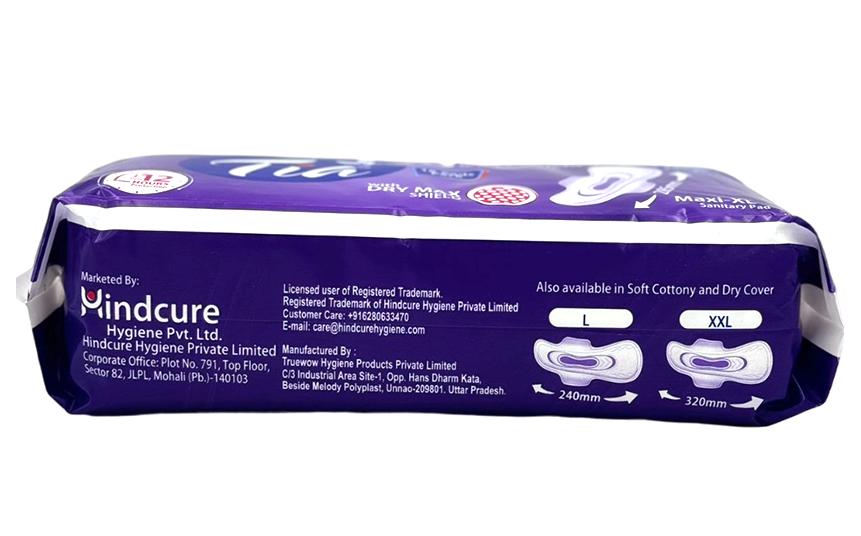 12
HOURS
Tia
WITH
DRY MAX
SHIELD
Maxi-XL
Sanitary Pad
Marketed By:
Hindcure
Hygiene Pvt. Ltd.
Hindcure Hygiene Private Limited
Corporate Office: Plot No. 791, Top Floor,
Sector 82, JLPL, Mohali (Pb.)-140103
Licensed user of Registered Trademark.
Registered Trademark of Hindcure Hygiene Private Limited
Customer Care: +916280633470
E-mail: care@hindcurehygiene.com
Manufactured By :
Truewow Hygiene Products Private Limited
C/3 Industrial Area Site-1, Opp. Hans Dharm Kata,
Beside Melody Polyplast, Unnao-209801. Uttar Pradesh.
Also available in Soft Cottony and Dry Cover
L
XXL
240mm
320mm